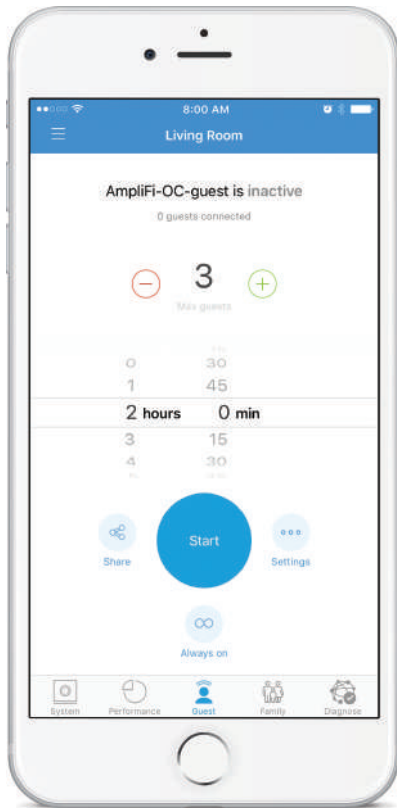 8:00 AM
Living Room
AmpliFi-OC-guest is inactive
0 guests connected
3
Max guests
15
0 30
1 45
2 hours 0 min
3 15
4 30
Start
Share
Settings
Always on
System Performance Guest Family Diagnose